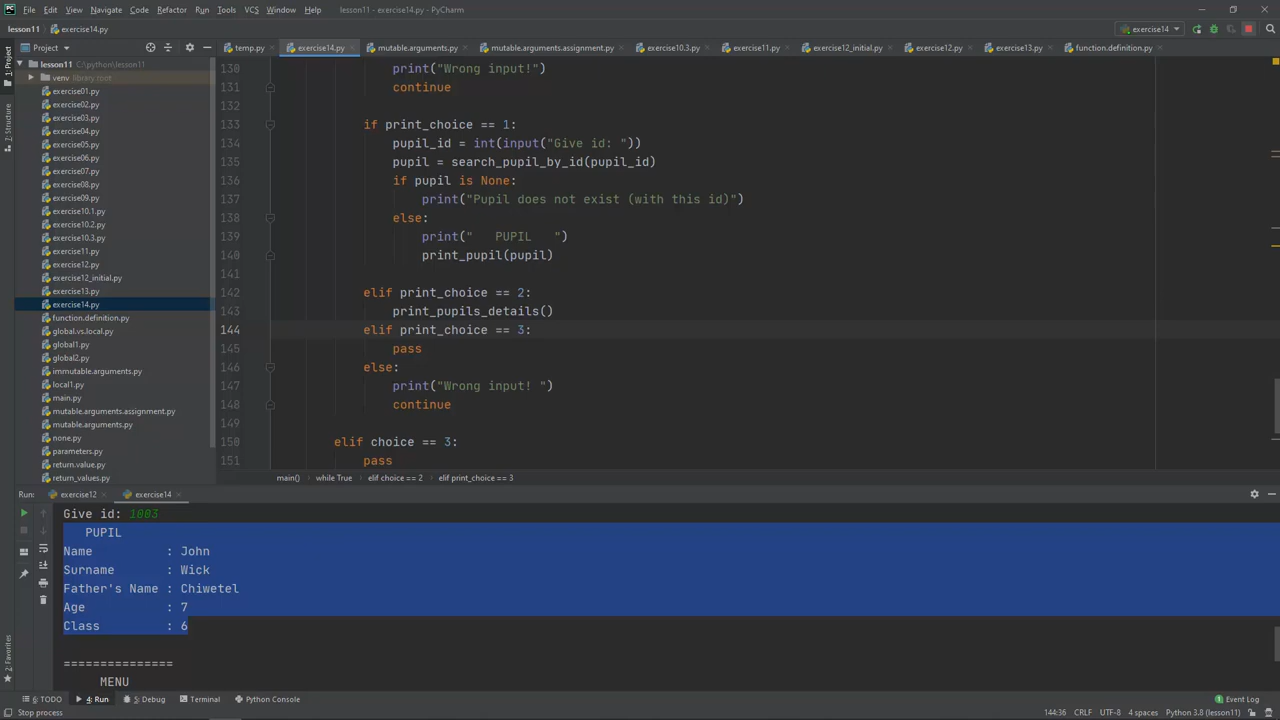 File Edit View Navigate Code Refactor Run Tools VCS Window Help lesson11 - exercise14.py - PyCharm
lesson11 exercise14.py exercise14
Project temp.py exercise14.py mutable.arguments.py mutable.arguments.assignment.py exercise10.3.py exercise11.py exercise12_initial.py exercise12.py exercise13.py function.definition.py
1: Project
7: Structure
2: Favorites
lesson11 C:\python\lesson11
venv library root
exercise01.py
exercise02.py
exercise03.py
exercise04.py
exercise05.py
exercise06.py
exercise07.py
exercise08.py
exercise09.py
exercise10.1.py
exercise10.2.py
exercise10.3.py
exercise11.py
exercise12.py
exercise12_initial.py
exercise13.py
exercise14.py
function.definition.py
global.vs.local.py
global1.py
global2.py
immutable.arguments.py
local1.py
main.py
mutable.arguments.assignment.py
mutable.arguments.py
none.py
parameters.py
return.value.py
return_values.py
130 print("Wrong input!")
131 continue
132
133 if print_choice == 1:
134 pupil_id = int(input("Give id: "))
135 pupil = search_pupil_by_id(pupil_id)
136 if pupil is None:
137 print("Pupil does not exist (with this id)")
138 else:
139 print("   PUPIL   ")
140 print_pupil(pupil)
141
142 elif print_choice == 2:
143 print_pupils_details()
144 elif print_choice == 3:
145 pass
146 else:
147 print("Wrong input! ")
148 continue
149
150 elif choice == 3:
151 pass
main() while True elif choice == 2 elif print_choice == 3
Run: exercise12 exercise14
Give id: 1003
PUPIL
Name : John
Surname : Wick
Father's Name : Chiwetel
Age : 7
Class : 6
===============
MENU
6: TODO 4: Run 5: Debug Terminal Python Console Event Log
Stop process 144:36 CRLF UTF-8 4 spaces Python 3.8 (lesson11)